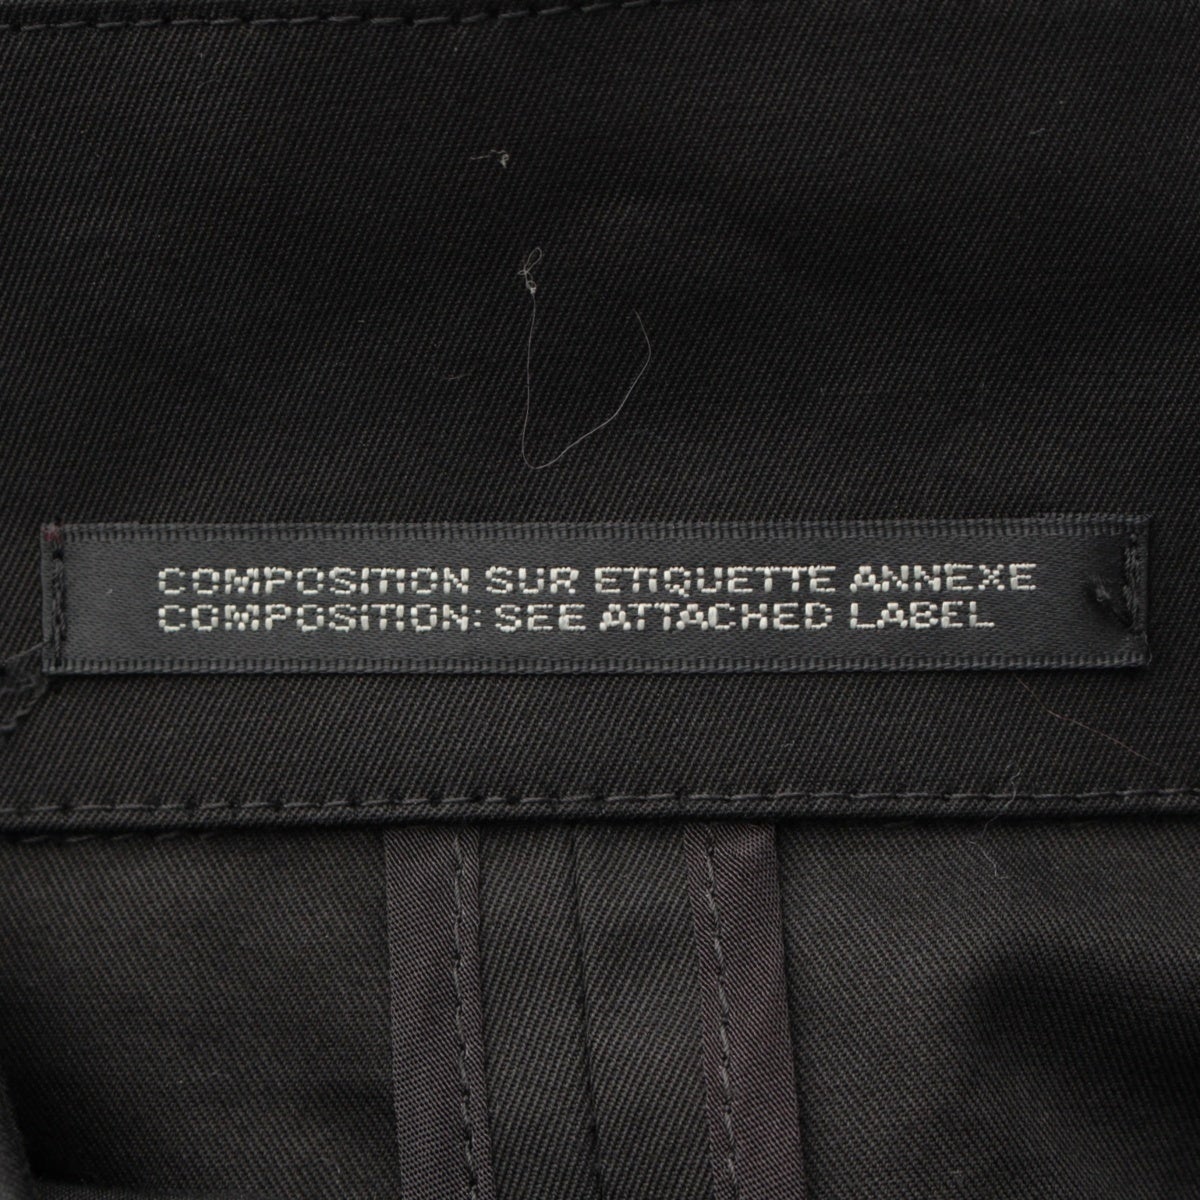 COMPOSITION SUR ETIQUETTE ANNEXE
COMPOSITION: SEE ATTACHED LABEL